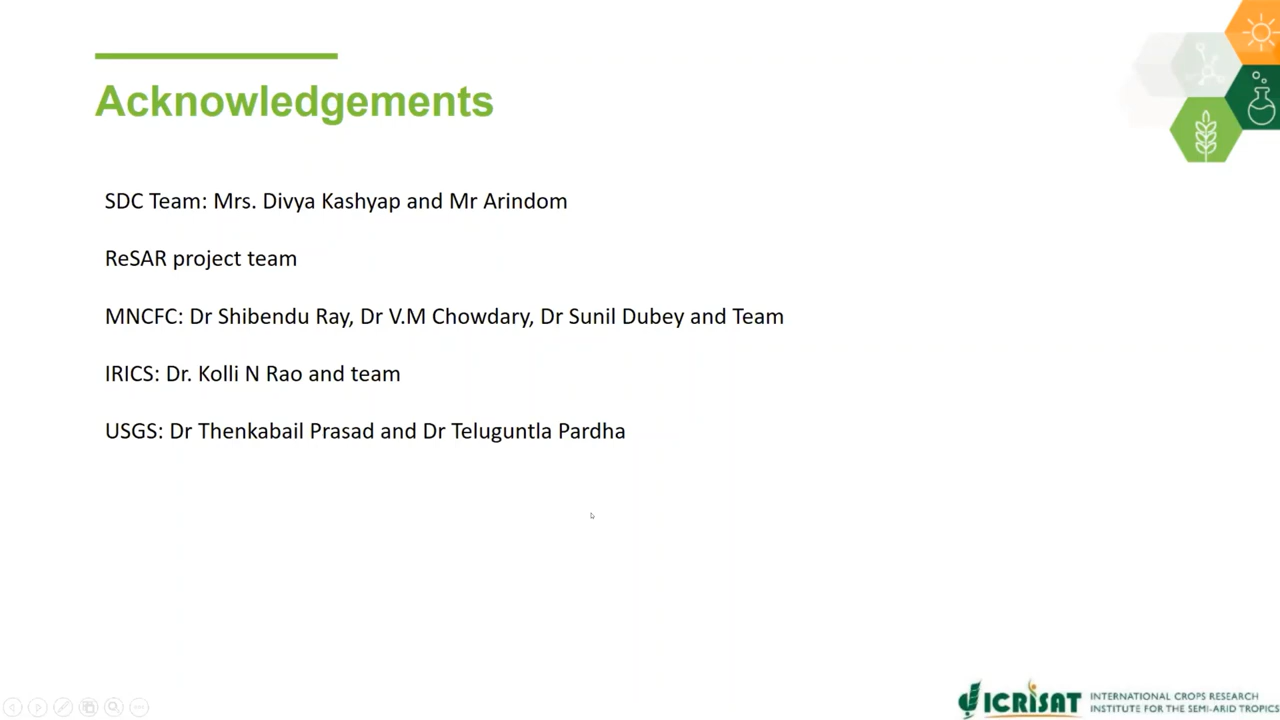 Acknowledgements
SDC Team: Mrs. Divya Kashyap and Mr Arindom
ReSAR project team
MNCFC: Dr Shibendu Ray, Dr V.M Chowdary, Dr Sunil Dubey and Team
IRICS: Dr. Kolli N Rao and team
USGS: Dr Thenkabail Prasad and Dr Teluguntla Pardha
ICRISAT
INTERNATIONAL CROPS RESEARCH
INSTITUTE FOR THE SEMI-ARID TROPICS